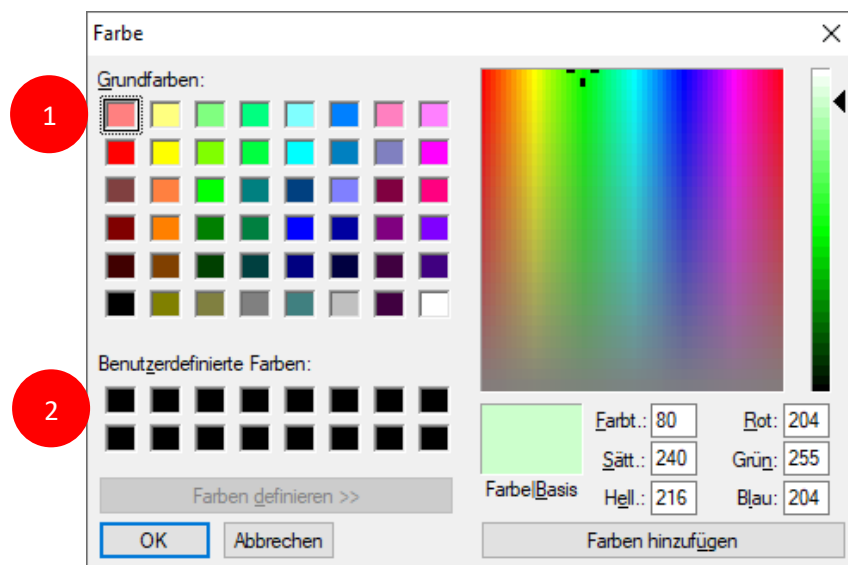 Farbe
Grundfarben:
1
Benutzerdefinierte Farben:
2
Farben definieren >>
OK
Abbrechen
Farbe|Basis
Farbt.: 80
Sätt.: 240
Hell.: 216
Rot: 204
Grün: 255
Blau: 204
Farben hinzufügen